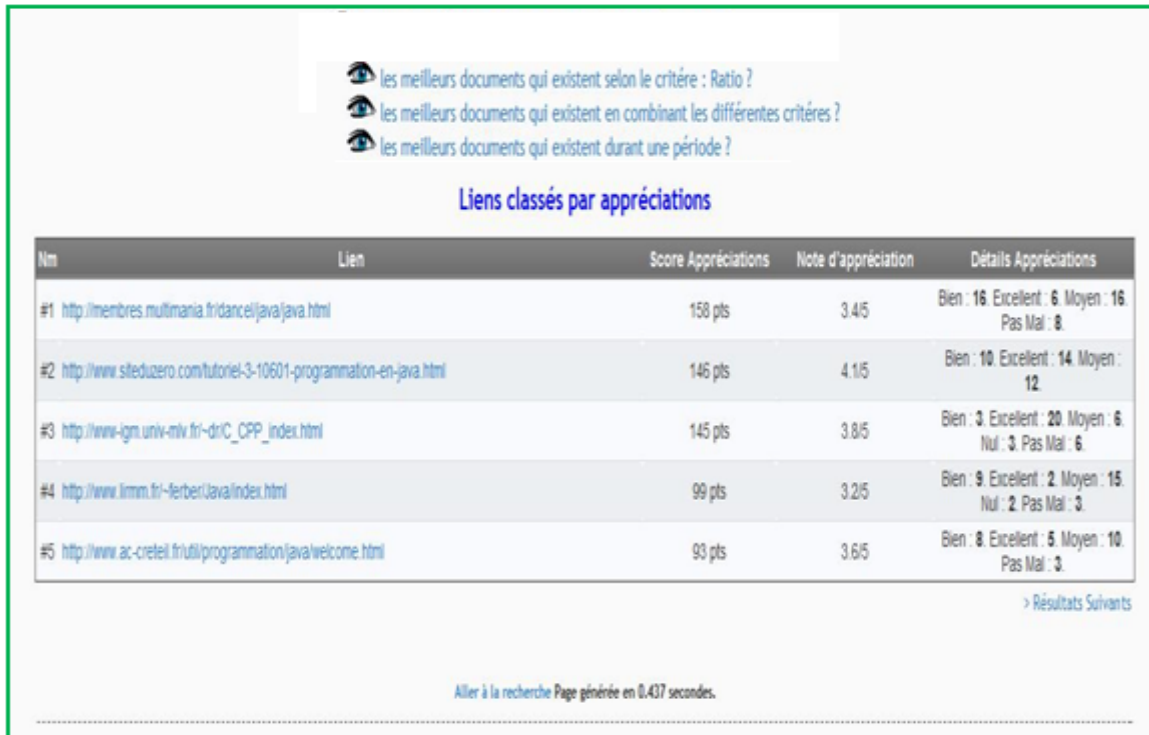 les meilleurs documents qui existent selon le critére : Ratio ?
les meilleurs documents qui existent en combinant les différentes critéres ?
les meilleurs documents qui existent durant une période ?
Liens classés par appréciations
Nm Lien Score Appréciations Note d'appréciation Détails Appréciations
#1 http://membres.multimania.fr/dancel/java/java.html 158 pts 3.4/5 Bien : 16. Excellent : 6. Moyen : 16.
Pas Mal : 8.
#2 http://www.siteduzero.com/tutoriel-3-10601-programmation-en-java.html 146 pts 4.1/5 Bien : 10. Excellent : 14. Moyen :
12.
#3 http://www-igm.univ-mlv.fr/~dr/C_CPP_index.html 145 pts 3.8/5 Bien : 3. Excellent : 20. Moyen : 6.
Nul : 3. Pas Mal : 6.
#4 http://www.lirmm.fr/~ferber/Java/index.html 99 pts 3.2/5 Bien : 9. Excellent : 2. Moyen : 15.
Nul : 2. Pas Mal : 3.
#5 http://www.ac-creteil.fr/util/programmation/java/welcome.html 93 pts 3.6/5 Bien : 8. Excellent : 5. Moyen : 10.
Pas Mal : 3.
> Résultats Suivants
Aller à la recherche Page générée en 0.437 secondes.